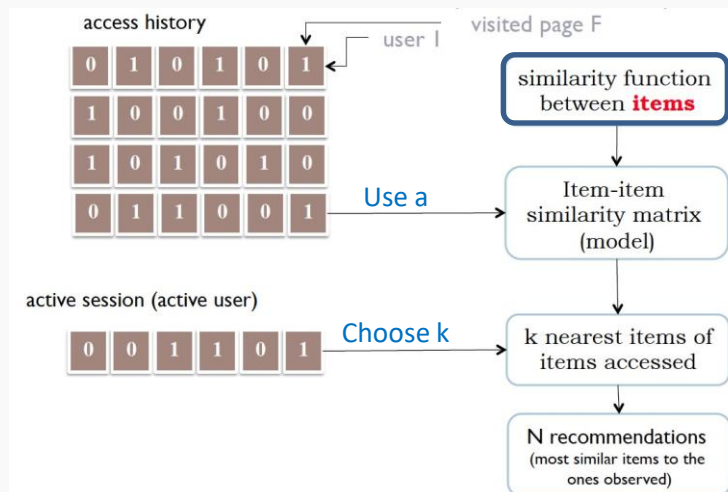 access history
user 1
visited page F
0 1 0 1 0 1
1 0 0 1 0 0
1 0 1 0 1 0
0 1 1 0 0 1
Use a
similarity function
between items
Item-item
similarity matrix
(model)
active session (active user)
0 0 1 1 0 1
Choose k
k nearest items of
items accessed
N recommendations
(most similar items to the
ones observed)